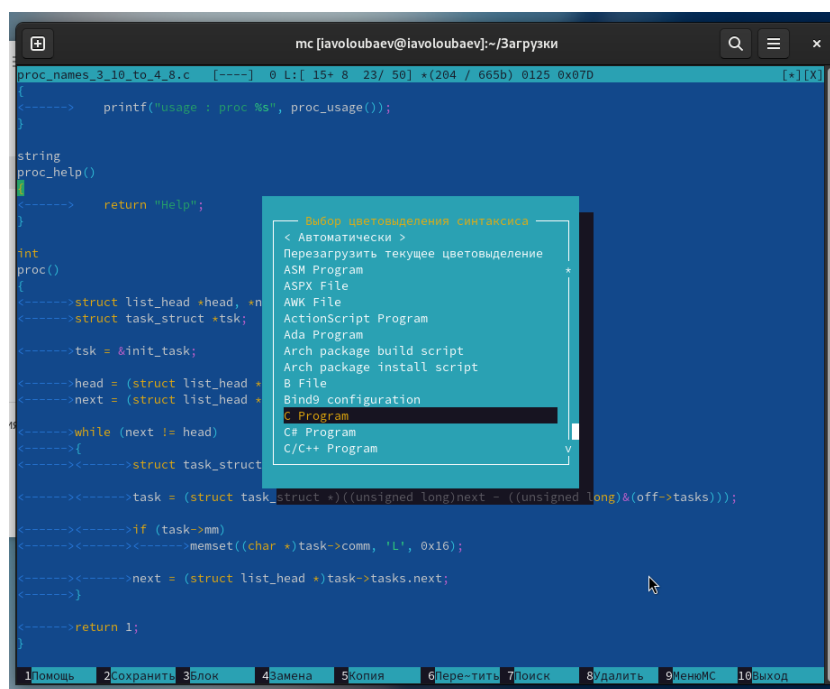 mc [iavoloubaev@iavoloubaev]:~/Загрузки
proc_names_3_10_to_4_8.c [----] 0 L:[ 15+ 8 23/ 50] *(204 / 665b) 0125 0x07D [*][X]
{
<------> printf("usage : proc %s", proc_usage());
}
string
proc_help()
{
<------> return "Help";
}
int
proc()
{
<------>struct list_head *head, *n
<------>struct task_struct *tsk;
<------>tsk = &init_task;
<------>head = (struct list_head *
<------>next = (struct list_head *
<------>while (next != head)
<------>{
<------><------>struct task_struct
<------><------>task = (struct task_struct *)((unsigned long)next - ((unsigned long)&(off->tasks)));
<------><------>if (task->mm)
<------><------><------>memset((char *)task->comm, 'L', 0x16);
<------><------>next = (struct list_head *)task->tasks.next;
<------>}
<------>return 1;
}
Выбор цветовыделения синтаксиса
< Автоматически >
Перезагрузить текущее цветовыделение
ASM Program
ASPX File
AWK File
ActionScript Program
Ada Program
Arch package build script
Arch package install script
B File
Bind9 configuration
C Program
C# Program
C/C++ Program
1Помощь 2Сохранить 3Блок 4Замена 5Копия 6Пере~тить 7Поиск 8Удалить 9МенюMC 10Выход